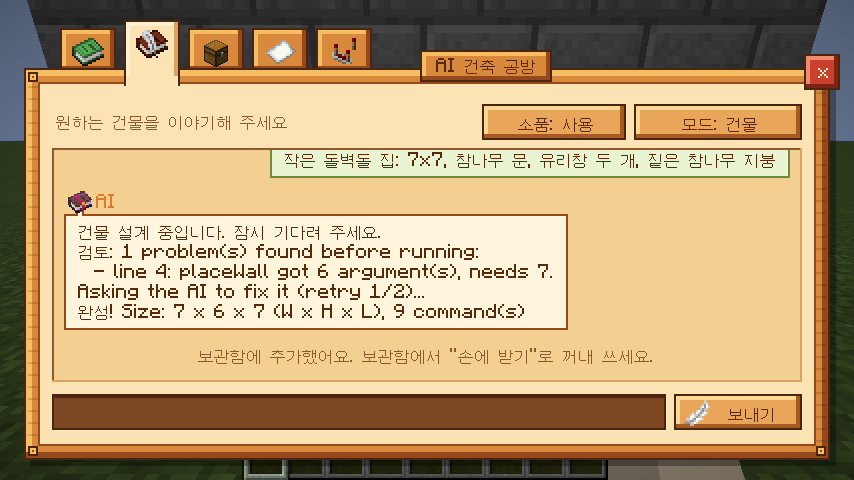 AI 건축 공방
원하는 건물을 이야기해 주세요
소품: 사용
모드: 건물
작은 돌벽돌 집: 7x7, 참나무 문, 유리창 두 개, 짙은 참나무 지붕
AI
건물 설계 중입니다. 잠시 기다려 주세요.
검토: 1 problem(s) found before running:
- line 4: placeWall got 6 argument(s), needs 7.
Asking the AI to fix it (retry 1/2)...
완성! Size: 7 x 6 x 7 (W x H x L), 9 command(s)
보관함에 추가했어요. 보관함에서 "손에 받기"로 꺼내 쓰세요.
보내기